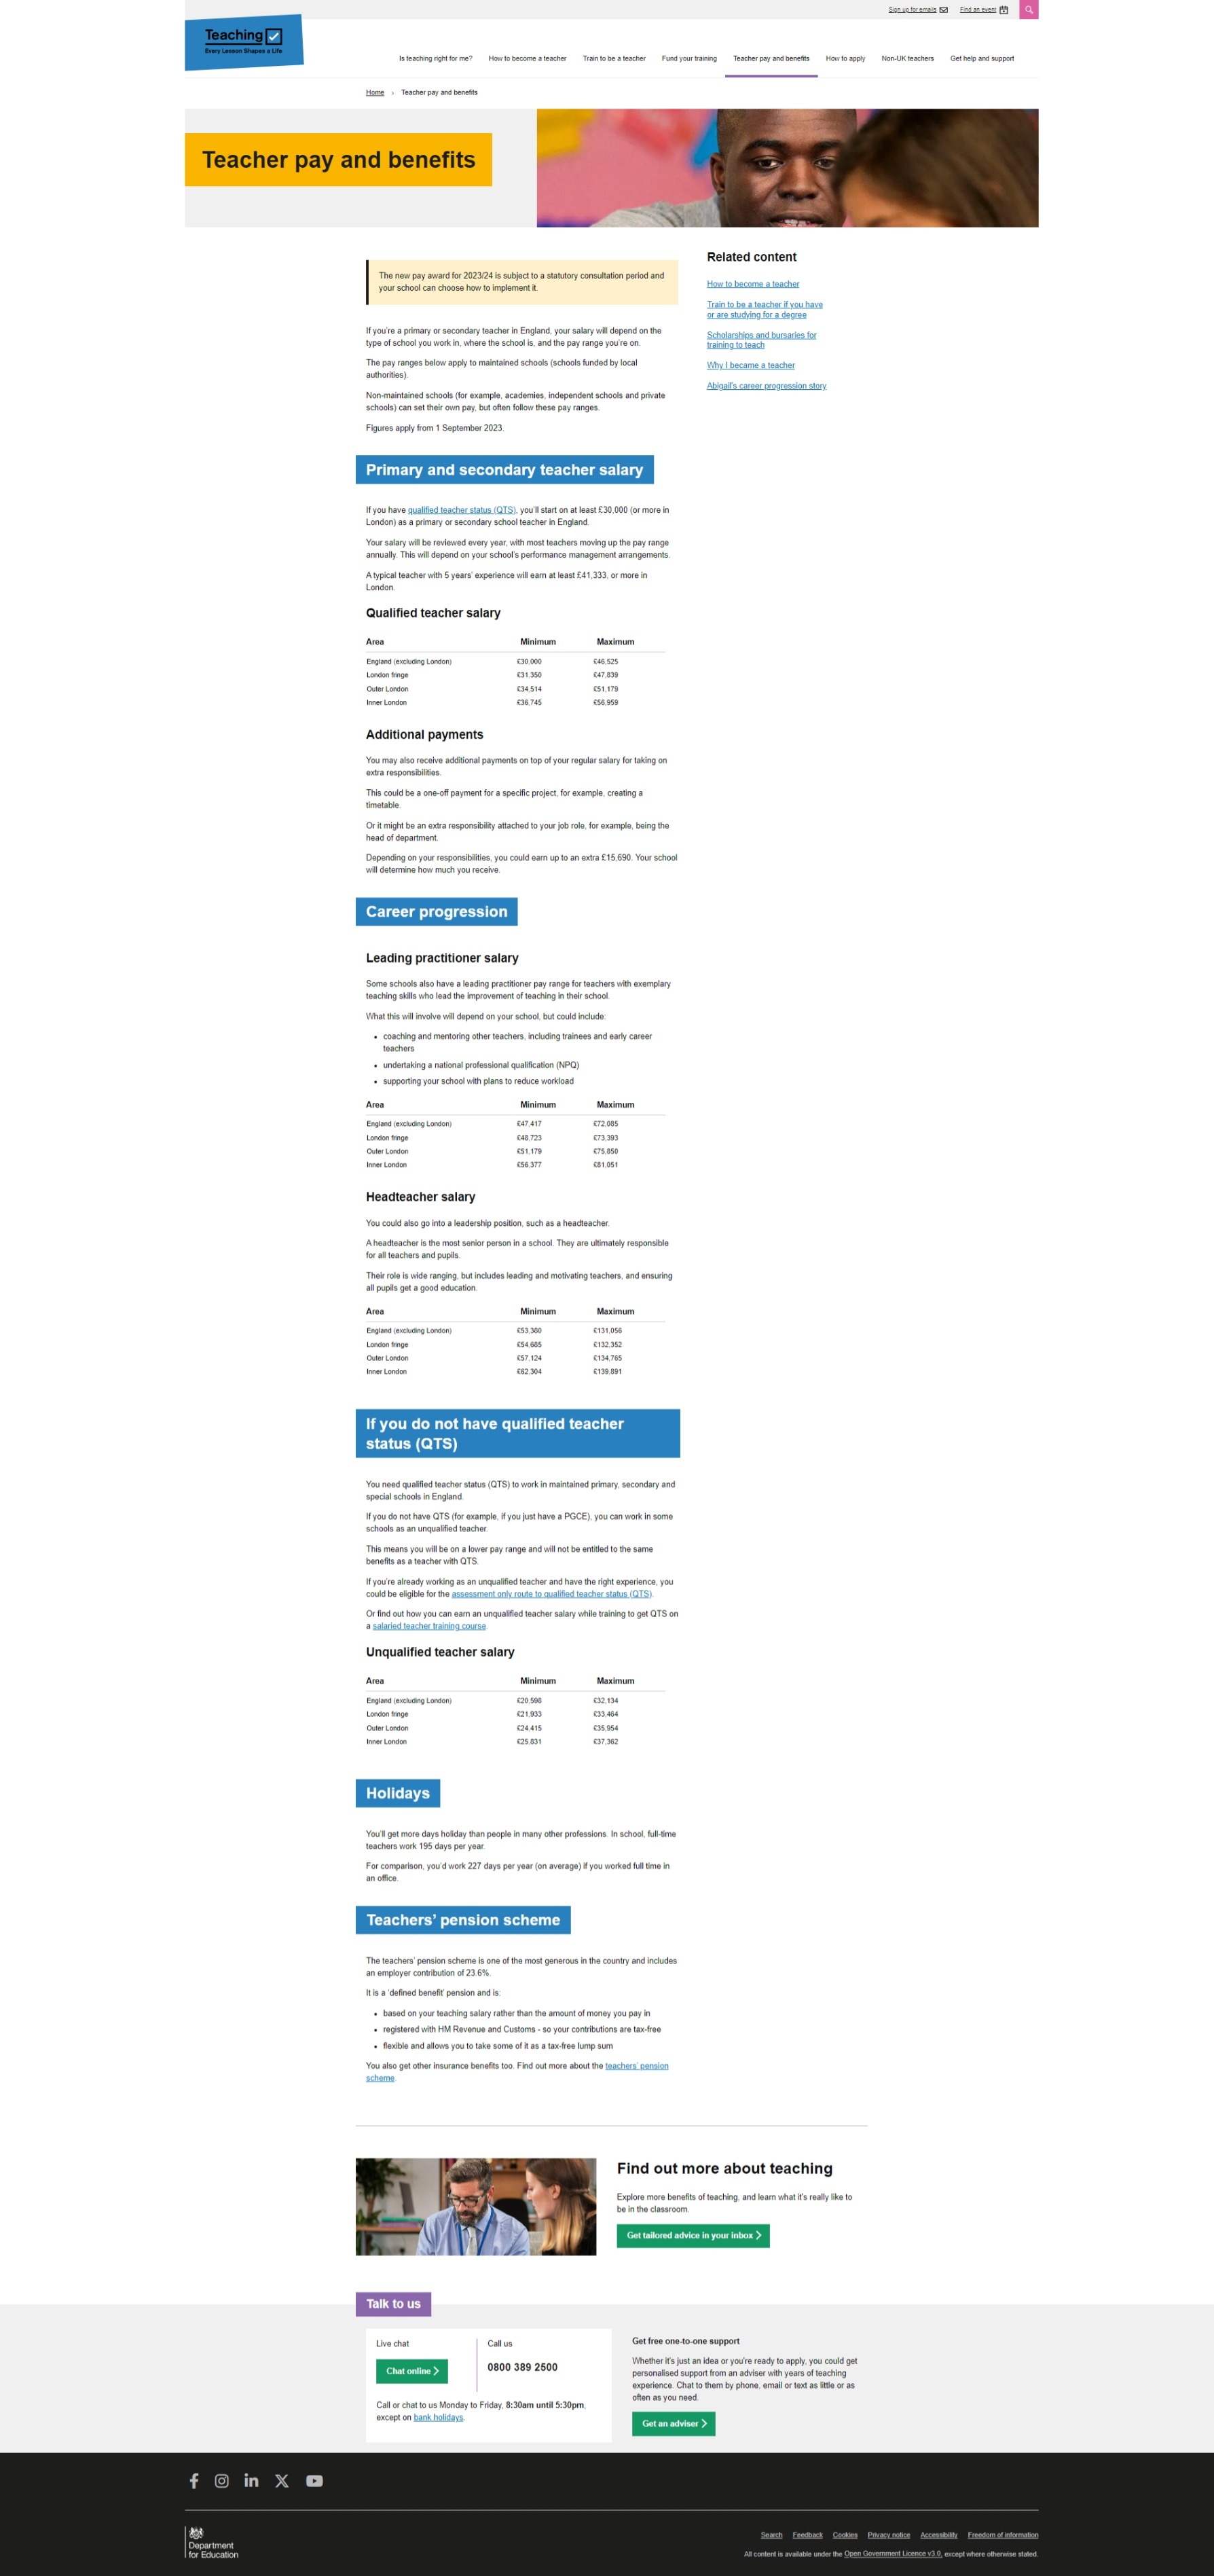 Sign up for emails Find an event
Teaching
Every Lesson Shapes a Life
Is teaching right for me? How to become a teacher Train to be a teacher Fund your training Teacher pay and benefits How to apply Non-UK teachers Get help and support
Home › Teacher pay and benefits
Teacher pay and benefits
The new pay award for 2023/24 is subject to a statutory consultation period and
your school can choose how to implement it.
If you're a primary or secondary teacher in England, your salary will depend on the
type of school you work in, where the school is, and the pay range you're on.
The pay ranges below apply to maintained schools (schools funded by local
authorities).
Non-maintained schools (for example, academies, independent schools and private
schools) can set their own pay, but often follow these pay ranges.
Figures apply from 1 September 2023.
Related content
How to become a teacher
Train to be a teacher if you have
or are studying for a degree
Scholarships and bursaries for
training to teach
Why I became a teacher
Abigail's career progression story
Primary and secondary teacher salary
If you have qualified teacher status (QTS), you'll start on at least £30,000 (or more in
London) as a primary or secondary school teacher in England.
Your salary will be reviewed every year, with most teachers moving up the pay range
annually. This will depend on your school's performance management arrangements.
A typical teacher with 5 years' experience will earn at least £41,333, or more in
London.
Qualified teacher salary
Area Minimum Maximum
England (excluding London) £30,000 £46,525
London fringe £31,350 £47,839
Outer London £34,514 £51,179
Inner London £36,745 £56,959
Additional payments
You may also receive additional payments on top of your regular salary for taking on
extra responsibilities.
This could be a one-off payment for a specific project, for example, creating a
timetable.
Or it might be an extra responsibility attached to your job role, for example, being the
head of department.
Depending on your responsibilities, you could earn up to an extra £15,690. Your school
will determine how much you receive.
Career progression
Leading practitioner salary
Some schools also have a leading practitioner pay range for teachers with exemplary
teaching skills who lead the improvement of teaching in their school.
What this will involve will depend on your school, but could include:
• coaching and mentoring other teachers, including trainees and early career
teachers
• undertaking a national professional qualification (NPQ)
• supporting your school with plans to reduce workload
Area Minimum Maximum
England (excluding London) £47,417 £72,085
London fringe £48,723 £73,393
Outer London £51,179 £75,850
Inner London £56,377 £81,051
Headteacher salary
You could also go into a leadership position, such as a headteacher.
A headteacher is the most senior person in a school. They are ultimately responsible
for all teachers and pupils.
Their role is wide ranging, but includes leading and motivating teachers, and ensuring
all pupils get a good education.
Area Minimum Maximum
England (excluding London) £53,380 £131,056
London fringe £54,685 £132,352
Outer London £57,124 £134,765
Inner London £62,304 £139,891
If you do not have qualified teacher
status (QTS)
You need qualified teacher status (QTS) to work in maintained primary, secondary and
special schools in England.
If you do not have QTS (for example, if you just have a PGCE), you can work in some
schools as an unqualified teacher.
This means you will be on a lower pay range and will not be entitled to the same
benefits as a teacher with QTS.
If you're already working as an unqualified teacher and have the right experience, you
could be eligible for the assessment only route to qualified teacher status (QTS).
Or find out how you can earn an unqualified teacher salary while training to get QTS on
a salaried teacher training course.
Unqualified teacher salary
Area Minimum Maximum
England (excluding London) £20,598 £32,134
London fringe £21,933 £33,464
Outer London £24,415 £35,954
Inner London £25,831 £37,362
Holidays
You'll get more days holiday than people in many other professions. In school, full-time
teachers work 195 days per year.
For comparison, you'd work 227 days per year (on average) if you worked full time in
an office.
Teachers' pension scheme
The teachers' pension scheme is one of the most generous in the country and includes
an employer contribution of 23.6%.
It is a 'defined benefit' pension and is:
• based on your teaching salary rather than the amount of money you pay in
• registered with HM Revenue and Customs - so your contributions are tax-free
• flexible and allows you to take some of it as a tax-free lump sum
You also get other insurance benefits too. Find out more about the teachers' pension
scheme.
Find out more about teaching
Explore more benefits of teaching, and learn what it's really like to
be in the classroom.
Get tailored advice in your inbox
Talk to us
Live chat
Chat online
Call us
0800 389 2500
Call or chat to us Monday to Friday, 8:30am until 5:30pm,
except on bank holidays.
Get free one-to-one support
Whether it's just an idea or you're ready to apply, you could get
personalised support from an adviser with years of teaching
experience. Chat to them by phone, email or text as little or as
often as you need.
Get an adviser
Department
for Education
Search Feedback Cookies Privacy notice Accessibility Freedom of information
All content is available under the Open Government Licence v3.0, except where otherwise stated.